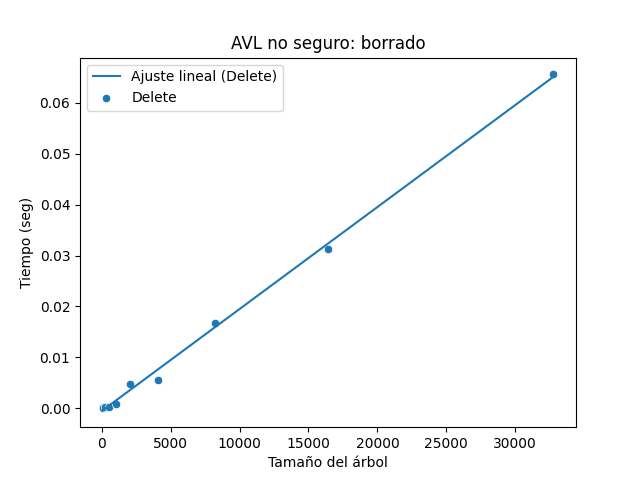 AVL no seguro: borrado
Ajuste lineal (Delete)
Delete
Tiempo (seg)
0.06
0.05
0.04
0.03
0.02
0.01
0.00
0 5000 10000 15000 20000 25000 30000
Tamaño del árbol